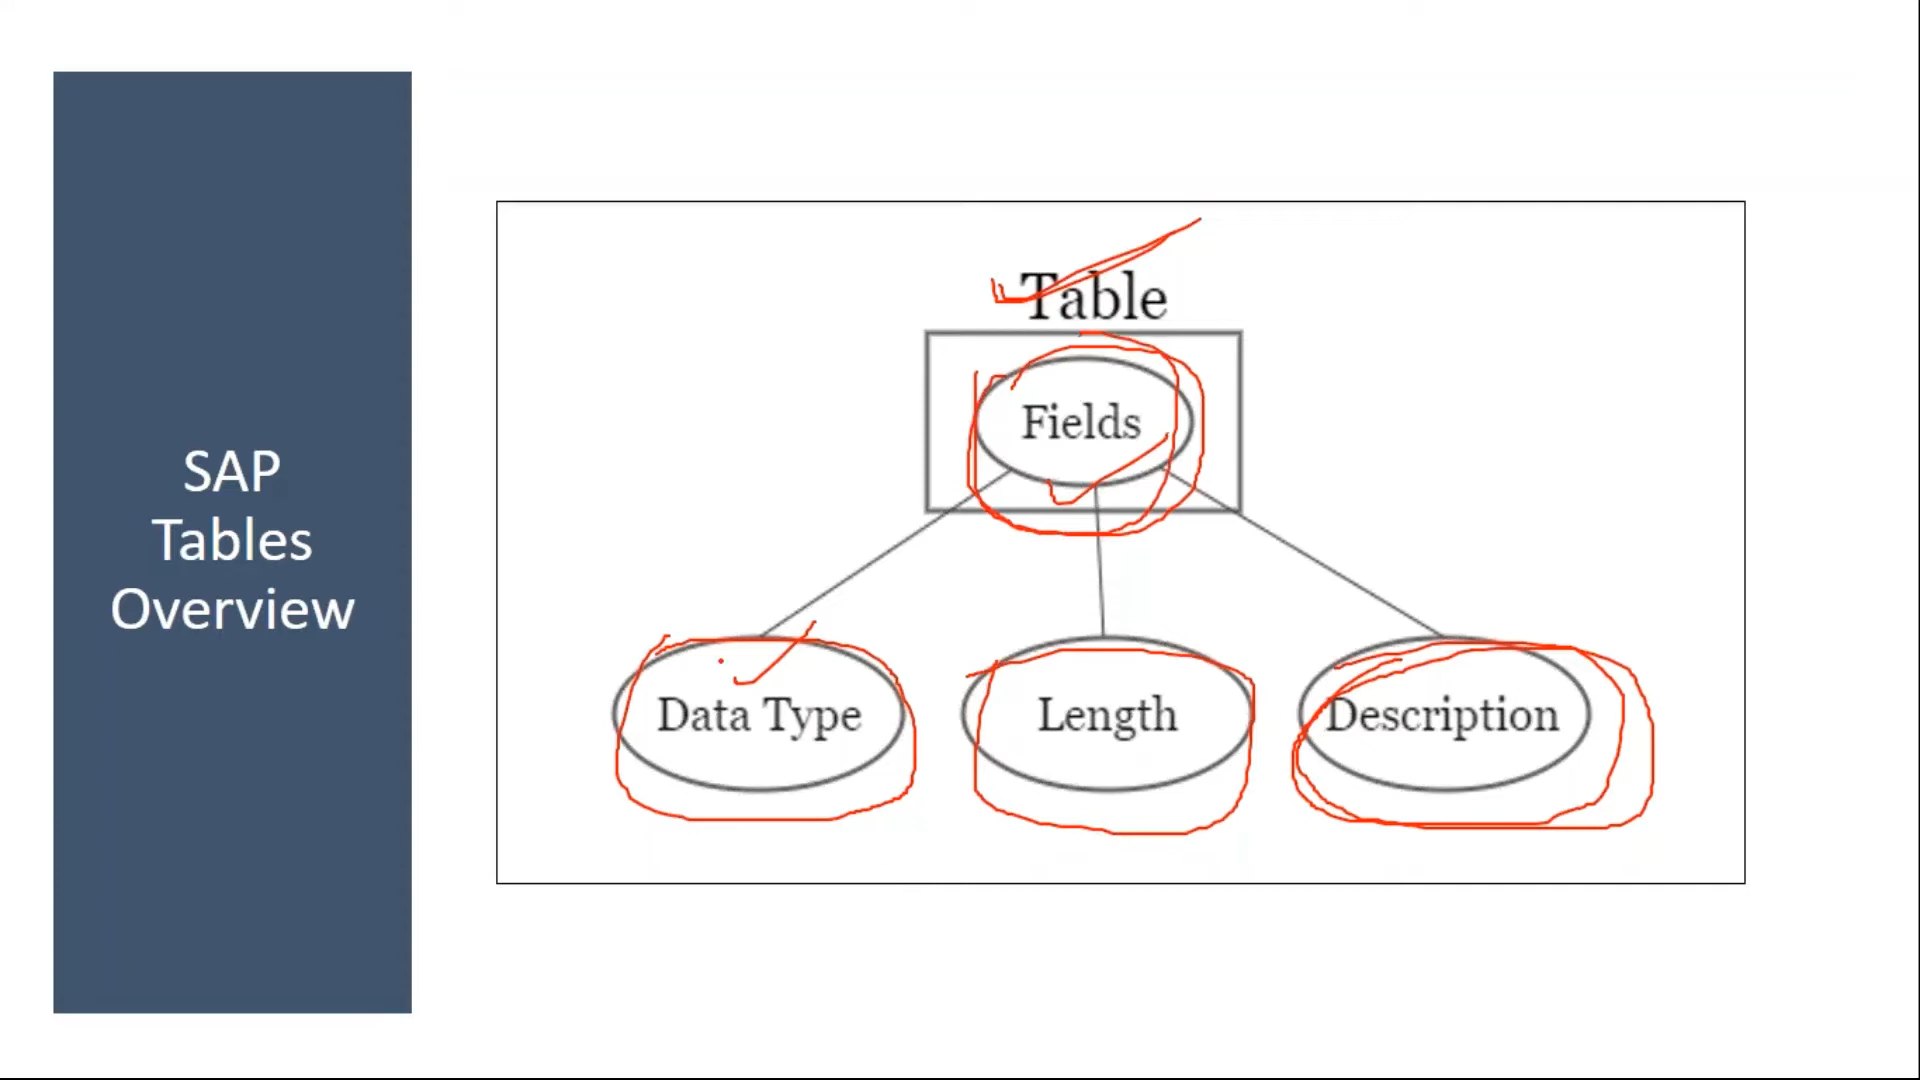 SAP
Tables
Overview
Table
Fields
Data Type
Length
Description